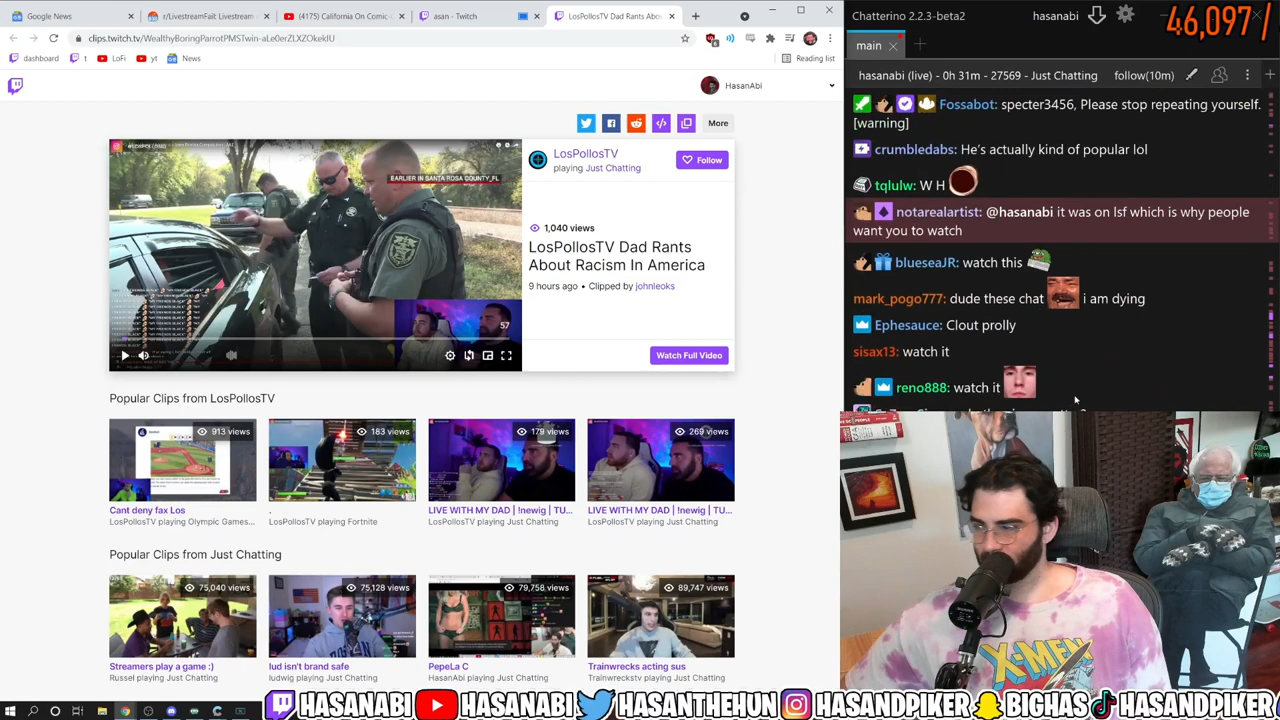 Google News
r/LivestreamFail: Livestream
(4175) California On Comic-C
asan - Twitch
LosPollosTV Dad Rants Abou
clips.twitch.tv/WealthyBoringParrotPMSTwin-aLe0erZLXZOkekIU
dashboard
t
LoFi
yt
News
Reading list
HasanAbi
More
EARLIER IN SANTA ROSA COUNTY, FL
57
LosPollosTV
playing Just Chatting
Follow
1,040 views
LosPollosTV Dad Rants
About Racism In America
9 hours ago • Clipped by johnleoks
Watch Full Video
Popular Clips from LosPollosTV
913 views
183 views
179 views
269 views
Cant deny fax Los
.
LIVE WITH MY DAD | !newig | TU...
LIVE WITH MY DAD | !newig | TU...
LosPollosTV playing Olympic Games...
LosPollosTV playing Fortnite
LosPollosTV playing Just Chatting
LosPollosTV playing Just Chatting
Popular Clips from Just Chatting
75,040 views
75,128 views
79,758 views
89,747 views
Streamers play a game :)
lud isn't brand safe
PepeLa C
Trainwrecks acting sus
Russel playing Just Chatting
ludwig playing Just Chatting
HasanAbi playing Just Chatting
Trainwreckstv playing Just Chatting
Chatterino 2.2.3-beta2
hasanabi
46,097 /
main
hasanabi (live) - 0h 31m - 27569 - Just Chatting
follow(10m)
Fossabot: specter3456, Please stop repeating yourself.
[warning]
crumbledabs: He's actually kind of popular lol
tqlulw: W H
notarealartist: @hasanabi it was on lsf which is why people
want you to watch
blueseaJR: watch this
mark_pogo777: dude these chat i am dying
Ephesauce: Clout prolly
sisax13: watch it
reno888: watch it
X-MEN
HASANABI
HASANABI
HASANTHEHUN
HASANDPIKER
BIGHAS
HASANDPIKER